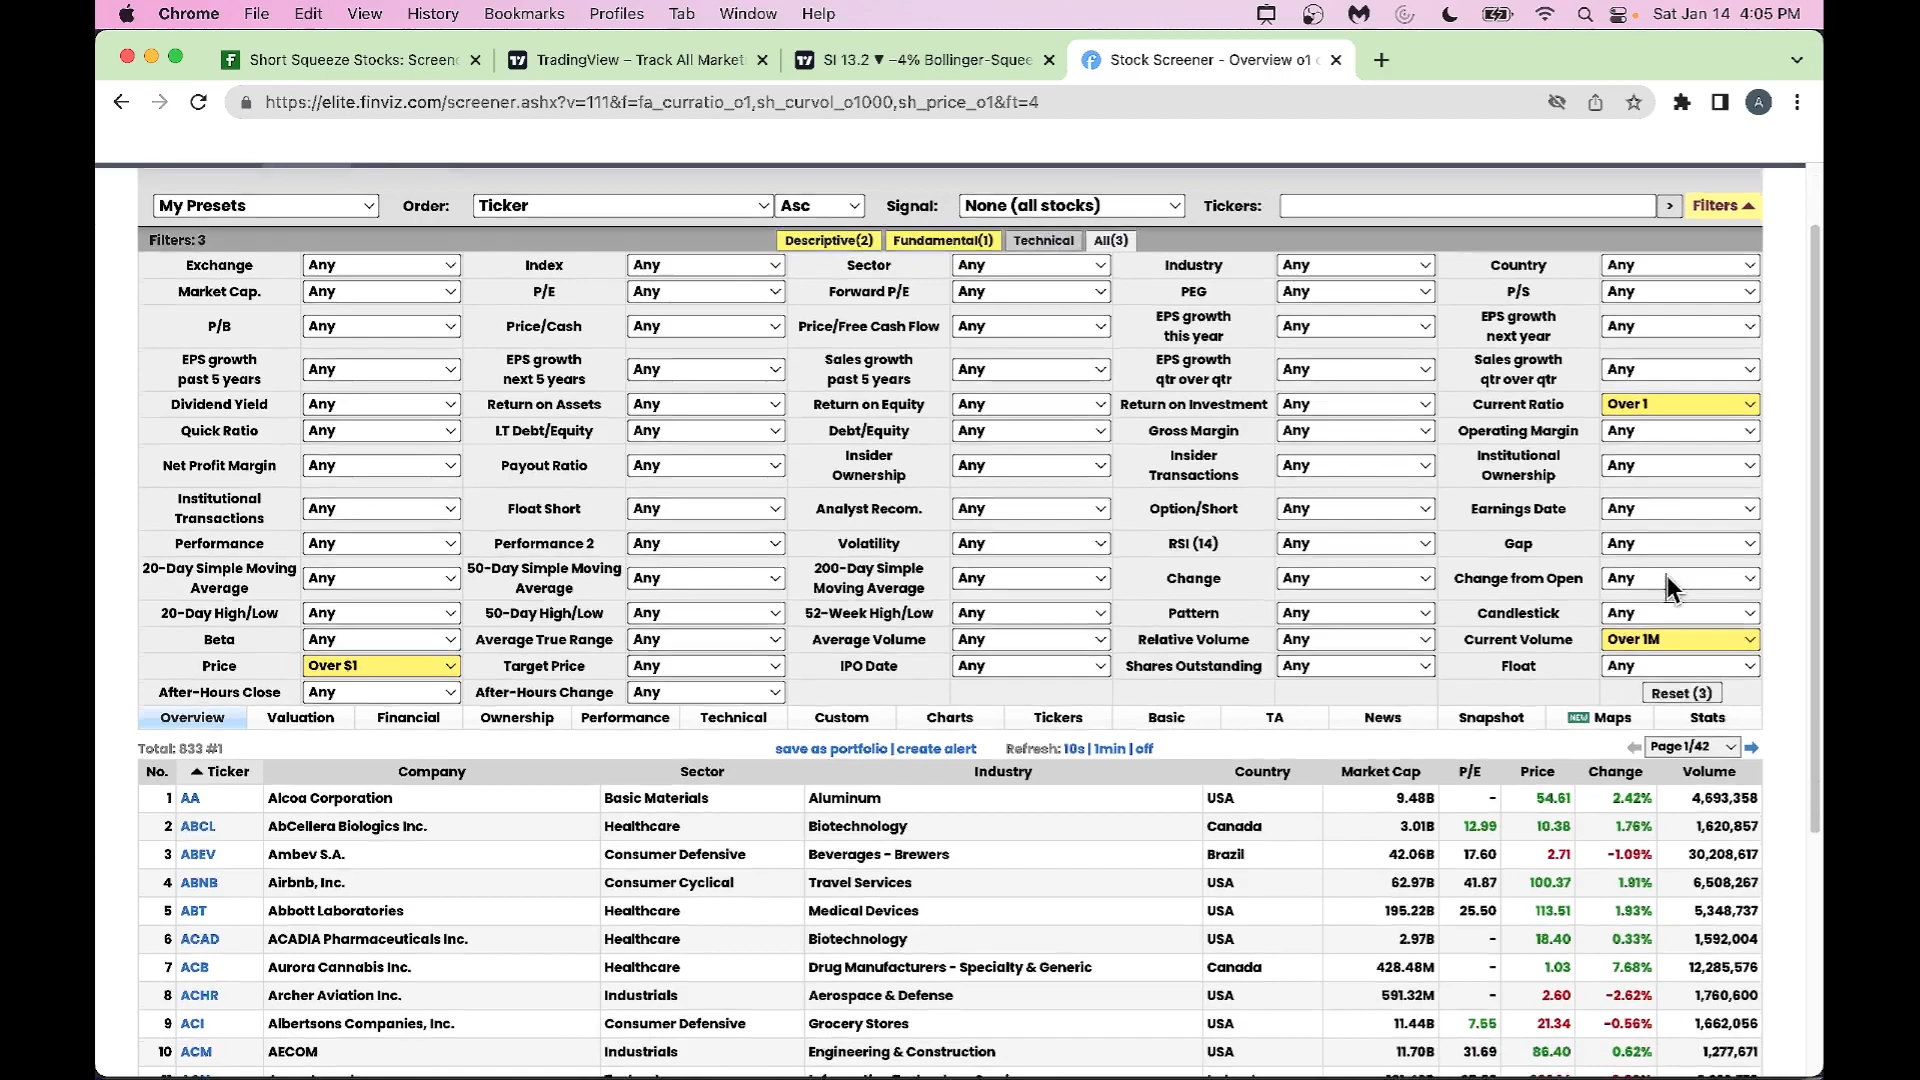 Chrome File Edit View History Bookmarks Profiles Tab Window Help Sat Jan 14 4:05 PM
Short Squeeze Stocks: Screen TradingView – Track All Market SI 13.2 ▼ −4% Bollinger-Squee Stock Screener - Overview o1
https://elite.finviz.com/screener.ashx?v=111&f=fa_curratio_o1,sh_curvol_o1000,sh_price_o1&ft=4 A
My Presets Order: Ticker Asc Signal: None (all stocks) Tickers: > Filters
Filters: 3 Descriptive(2) Fundamental(1) Technical All(3)
Exchange Any Index Any Sector Any Industry Any Country Any
Market Cap. Any P/E Any Forward P/E Any PEG Any P/S Any
P/B Any Price/Cash Any Price/Free Cash Flow Any EPS growth this year Any EPS growth next year Any
EPS growth past 5 years Any EPS growth next 5 years Any Sales growth past 5 years Any EPS growth qtr over qtr Any Sales growth qtr over qtr Any
Dividend Yield Any Return on Assets Any Return on Equity Any Return on Investment Any Current Ratio Over 1
Quick Ratio Any LT Debt/Equity Any Debt/Equity Any Gross Margin Any Operating Margin Any
Net Profit Margin Any Payout Ratio Any Insider Ownership Any Insider Transactions Any Institutional Ownership Any
Institutional Transactions Any Float Short Any Analyst Recom. Any Option/Short Any Earnings Date Any
Performance Any Performance 2 Any Volatility Any RSI (14) Any Gap Any
20-Day Simple Moving Average Any 50-Day Simple Moving Average Any 200-Day Simple Moving Average Any Change Any Change from Open Any
20-Day High/Low Any 50-Day High/Low Any 52-Week High/Low Any Pattern Any Candlestick Any
Beta Any Average True Range Any Average Volume Any Relative Volume Any Current Volume Over 1M
Price Over $1 Target Price Any IPO Date Any Shares Outstanding Any Float Any
After-Hours Close Any After-Hours Change Any Reset (3)
Overview Valuation Financial Ownership Performance Technical Custom Charts Tickers Basic TA News Snapshot NEW Maps Stats
Total: 833 #1 save as portfolio | create alert Refresh: 10s | 1min | off Page 1/42
No. Ticker Company Sector Industry Country Market Cap P/E Price Change Volume
1 AA Alcoa Corporation Basic Materials Aluminum USA 9.48B - 54.61 2.42% 4,693,358
2 ABCL AbCellera Biologics Inc. Healthcare Biotechnology Canada 3.01B 12.99 10.38 1.76% 1,620,857
3 ABEV Ambev S.A. Consumer Defensive Beverages - Brewers Brazil 42.06B 17.60 2.71 -1.09% 30,208,617
4 ABNB Airbnb, Inc. Consumer Cyclical Travel Services USA 62.97B 41.87 100.37 1.91% 6,508,267
5 ABT Abbott Laboratories Healthcare Medical Devices USA 195.22B 25.50 113.51 1.93% 5,348,737
6 ACAD ACADIA Pharmaceuticals Inc. Healthcare Biotechnology USA 2.97B - 18.40 0.33% 1,592,004
7 ACB Aurora Cannabis Inc. Healthcare Drug Manufacturers - Specialty & Generic Canada 428.48M - 1.03 7.68% 12,285,576
8 ACHR Archer Aviation Inc. Industrials Aerospace & Defense USA 591.32M - 2.60 -2.62% 1,760,600
9 ACI Albertsons Companies, Inc. Consumer Defensive Grocery Stores USA 11.44B 7.55 21.34 -0.56% 1,662,056
10 ACM AECOM Industrials Engineering & Construction USA 11.70B 31.69 86.40 0.62% 1,277,671